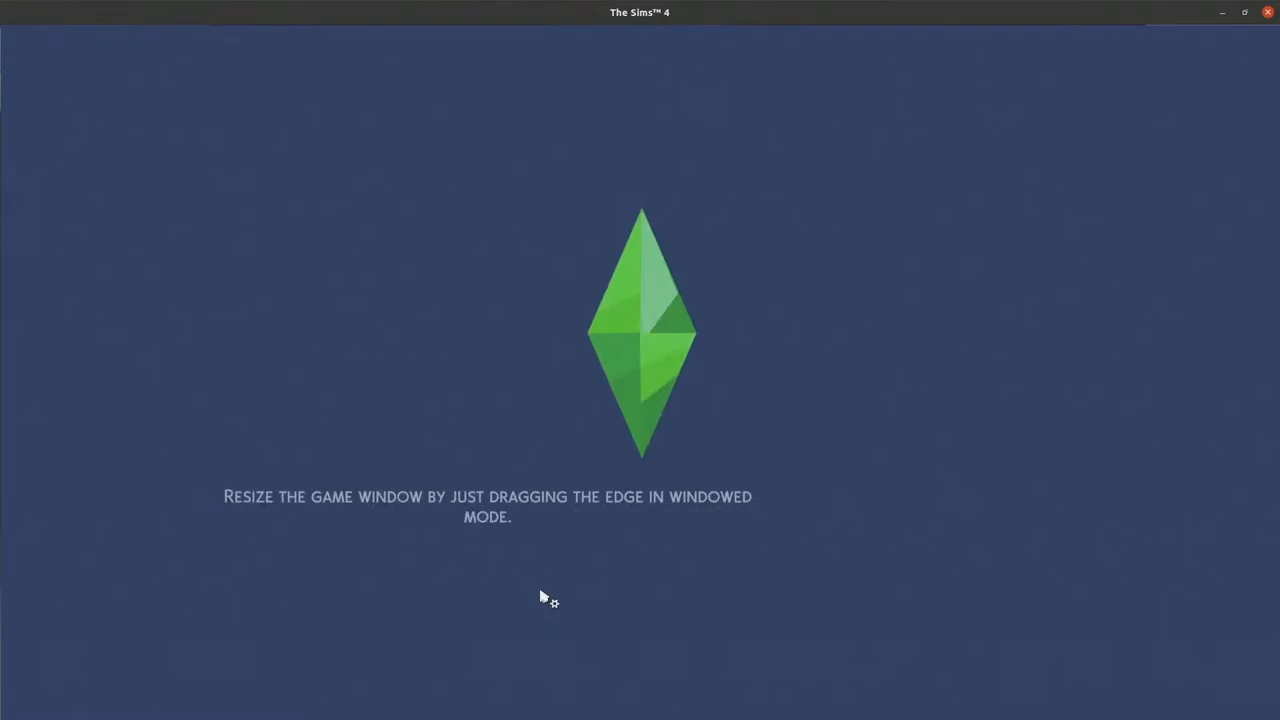 The Sims™ 4
Resize the game window by just dragging the edge in windowed
mode.